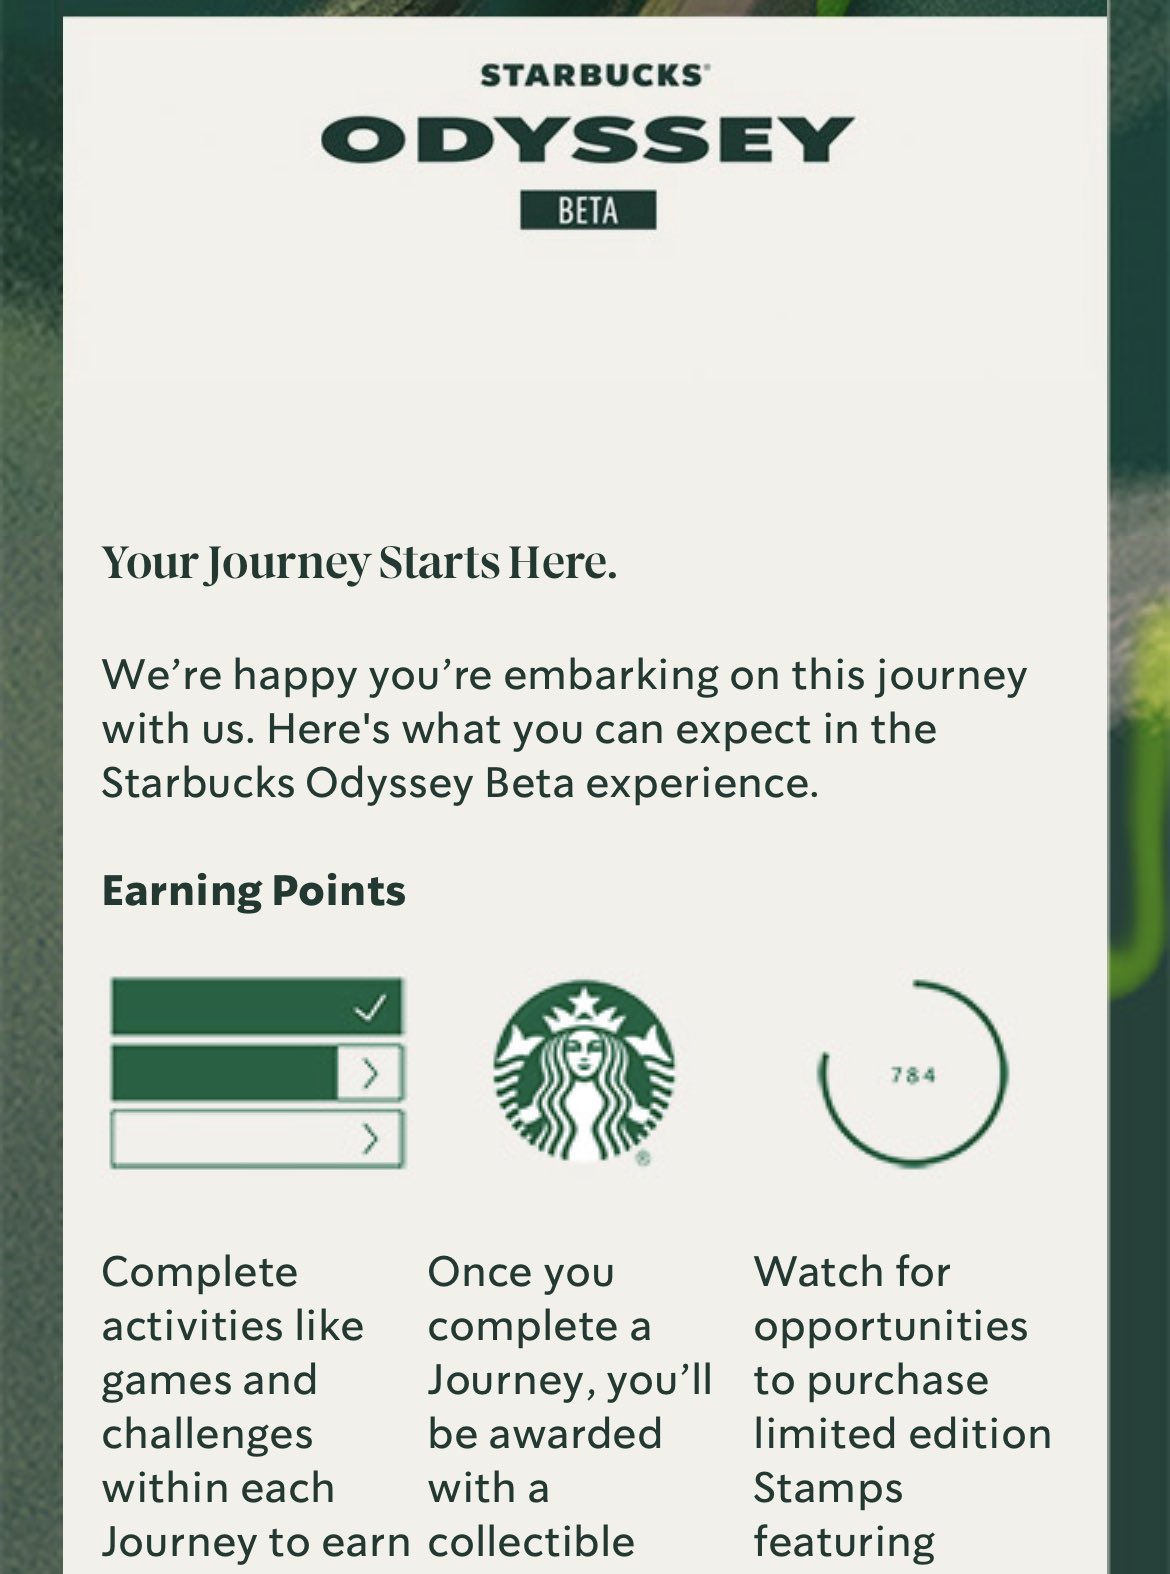 STARBUCKS®
ODYSSEY
BETA
Your Journey Starts Here.
We’re happy you’re embarking on this journey
with us. Here's what you can expect in the
Starbucks Odyssey Beta experience.
Earning Points
®
784
Complete
activities like
games and
challenges
within each
Journey to earn
Once you
complete a
Journey, you’ll
be awarded
with a
collectible
Watch for
opportunities
to purchase
limited edition
Stamps
featuring